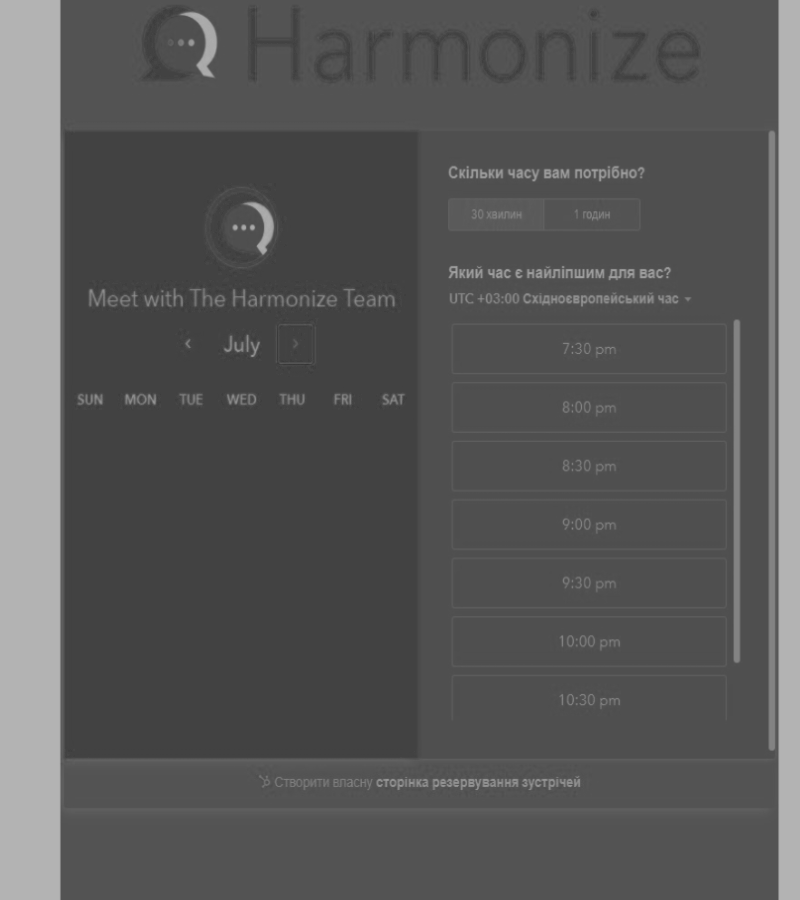 Harmonize
Meet with The Harmonize Team
July
SUN MON TUE WED THU FRI SAT
Скільки часу вам потрібно?
30 хвилин 1 годин
Який час є найліпшим для вас?
UTC +03:00 Східноєвропейський час
7:30 pm
8:00 pm
8:30 pm
9:00 pm
9:30 pm
10:00 pm
10:30 pm
Створити власну сторінка резервування зустрічей